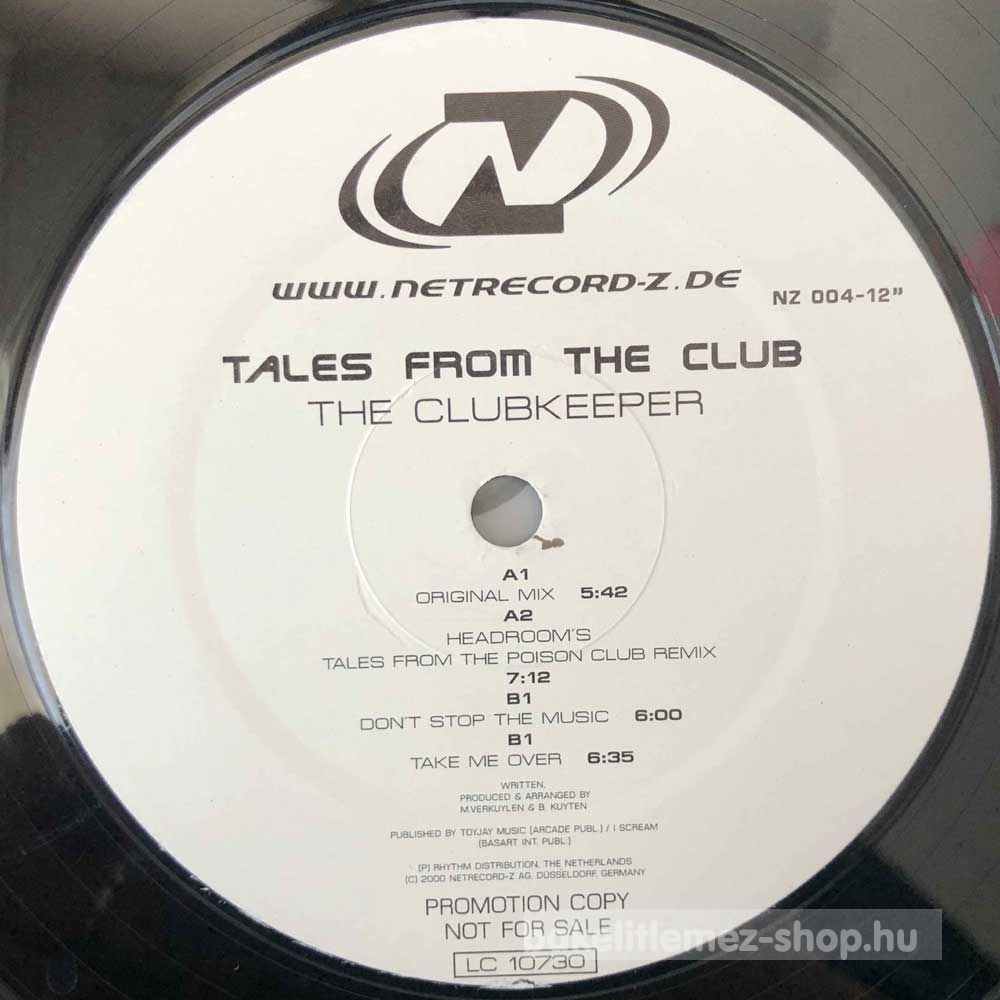 WWW.NETRECORD-Z.DE
NZ 004-12"
TALES FROM THE CLUB
THE CLUBKEEPER
A1
ORIGINAL MIX 5:42
A2
HEADROOM'S
TALES FROM THE POISON CLUB REMIX
7:12
B1
DON'T STOP THE MUSIC 6:00
B1
TAKE ME OVER 6:35
WRITTEN,
PRODUCED & ARRANGED BY
M.VERKUYLEN & B. KUYTEN
PUBLISHED BY TOYJAY MUSIC (ARCADE PUBL.) / I SCREAM
(BASART INT. PUBL.)
(P) RHYTHM DISTRIBUTION, THE NETHERLANDS
(C) 2000 NETRECORD-Z AG, DÜSSELDORF, GERMANY
PROMOTION COPY
NOT FOR SALE
bakelitlemez-shop.hu
LC 10730